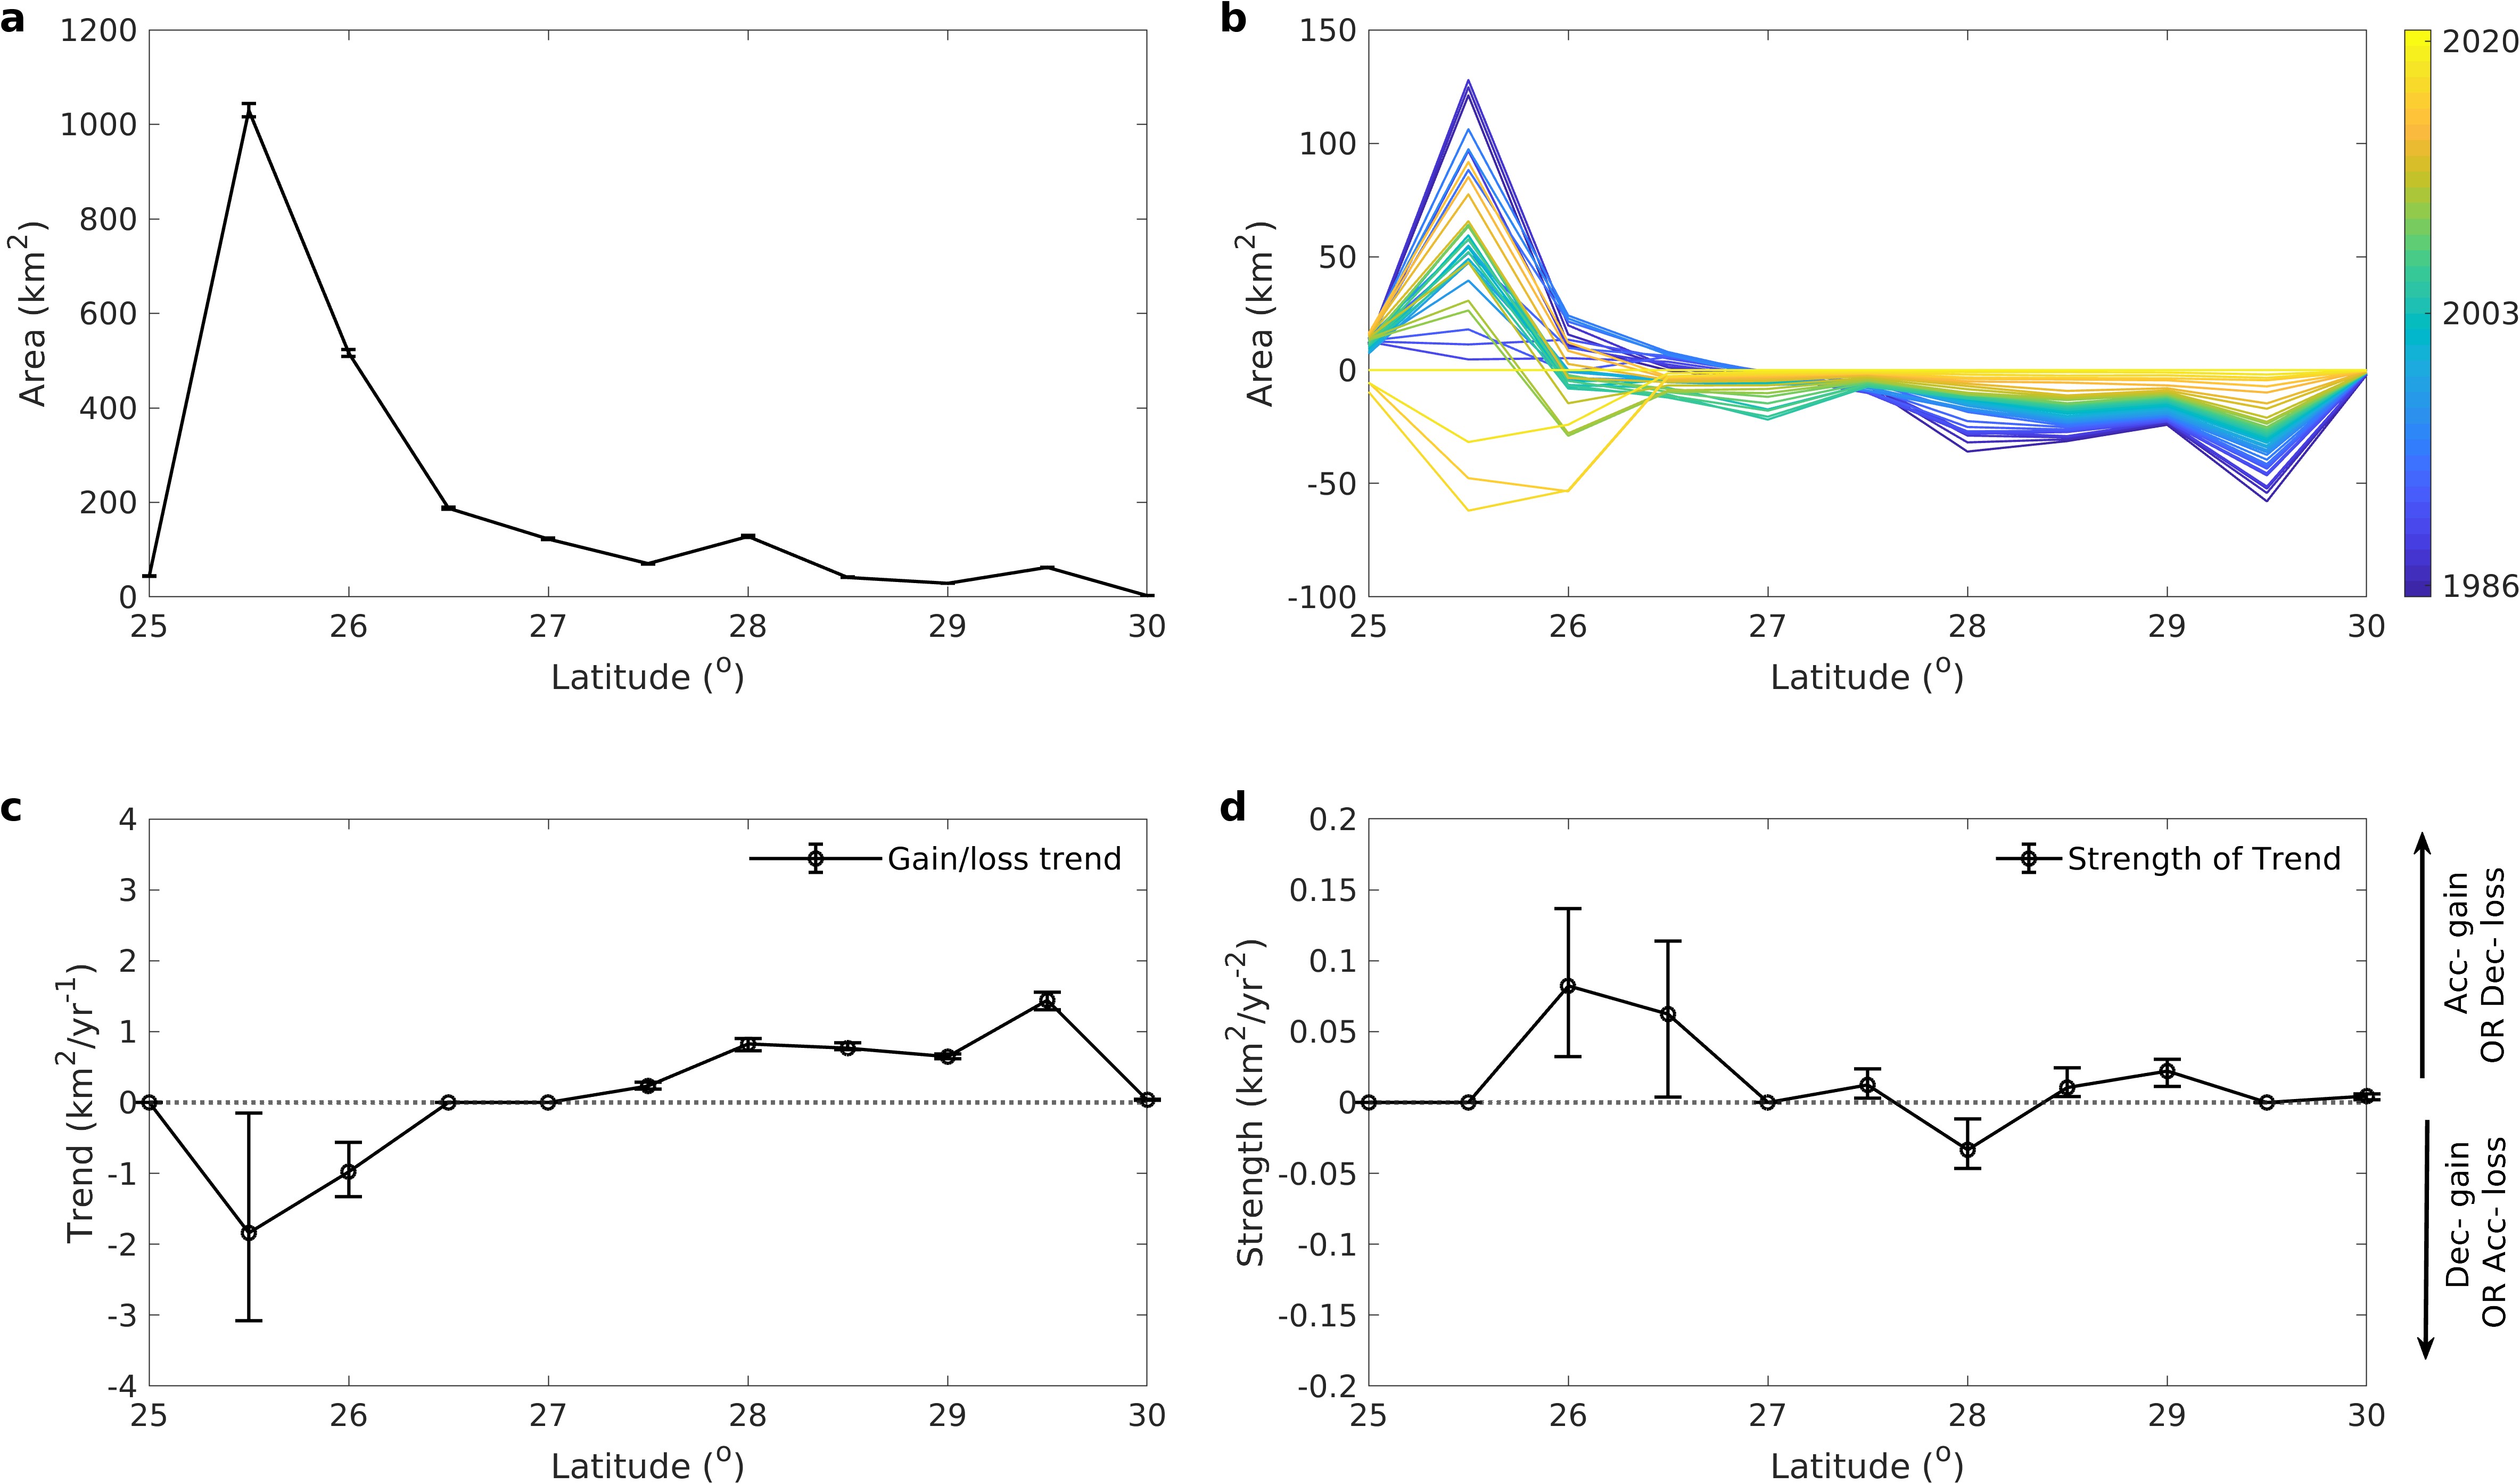 a
1200
1000
800
600
400
200
0
Area (km2)
25 26 27 28 29 30
Latitude (o)
b
150
100
50
0
-50
-100
Area (km2)
25 26 27 28 29 30
Latitude (o)
2020
2003
1986
c
4
3
2
1
0
-1
-2
-3
-4
Trend (km2/yr-1)
Gain/loss trend
25 26 27 28 29 30
Latitude (o)
d
0.2
0.15
0.1
0.05
0
-0.05
-0.1
-0.15
-0.2
Strength (km2/yr-2)
Strength of Trend
25 26 27 28 29 30
Latitude (o)
Acc- gain
OR Dec- loss
Dec- gain
OR Acc- loss